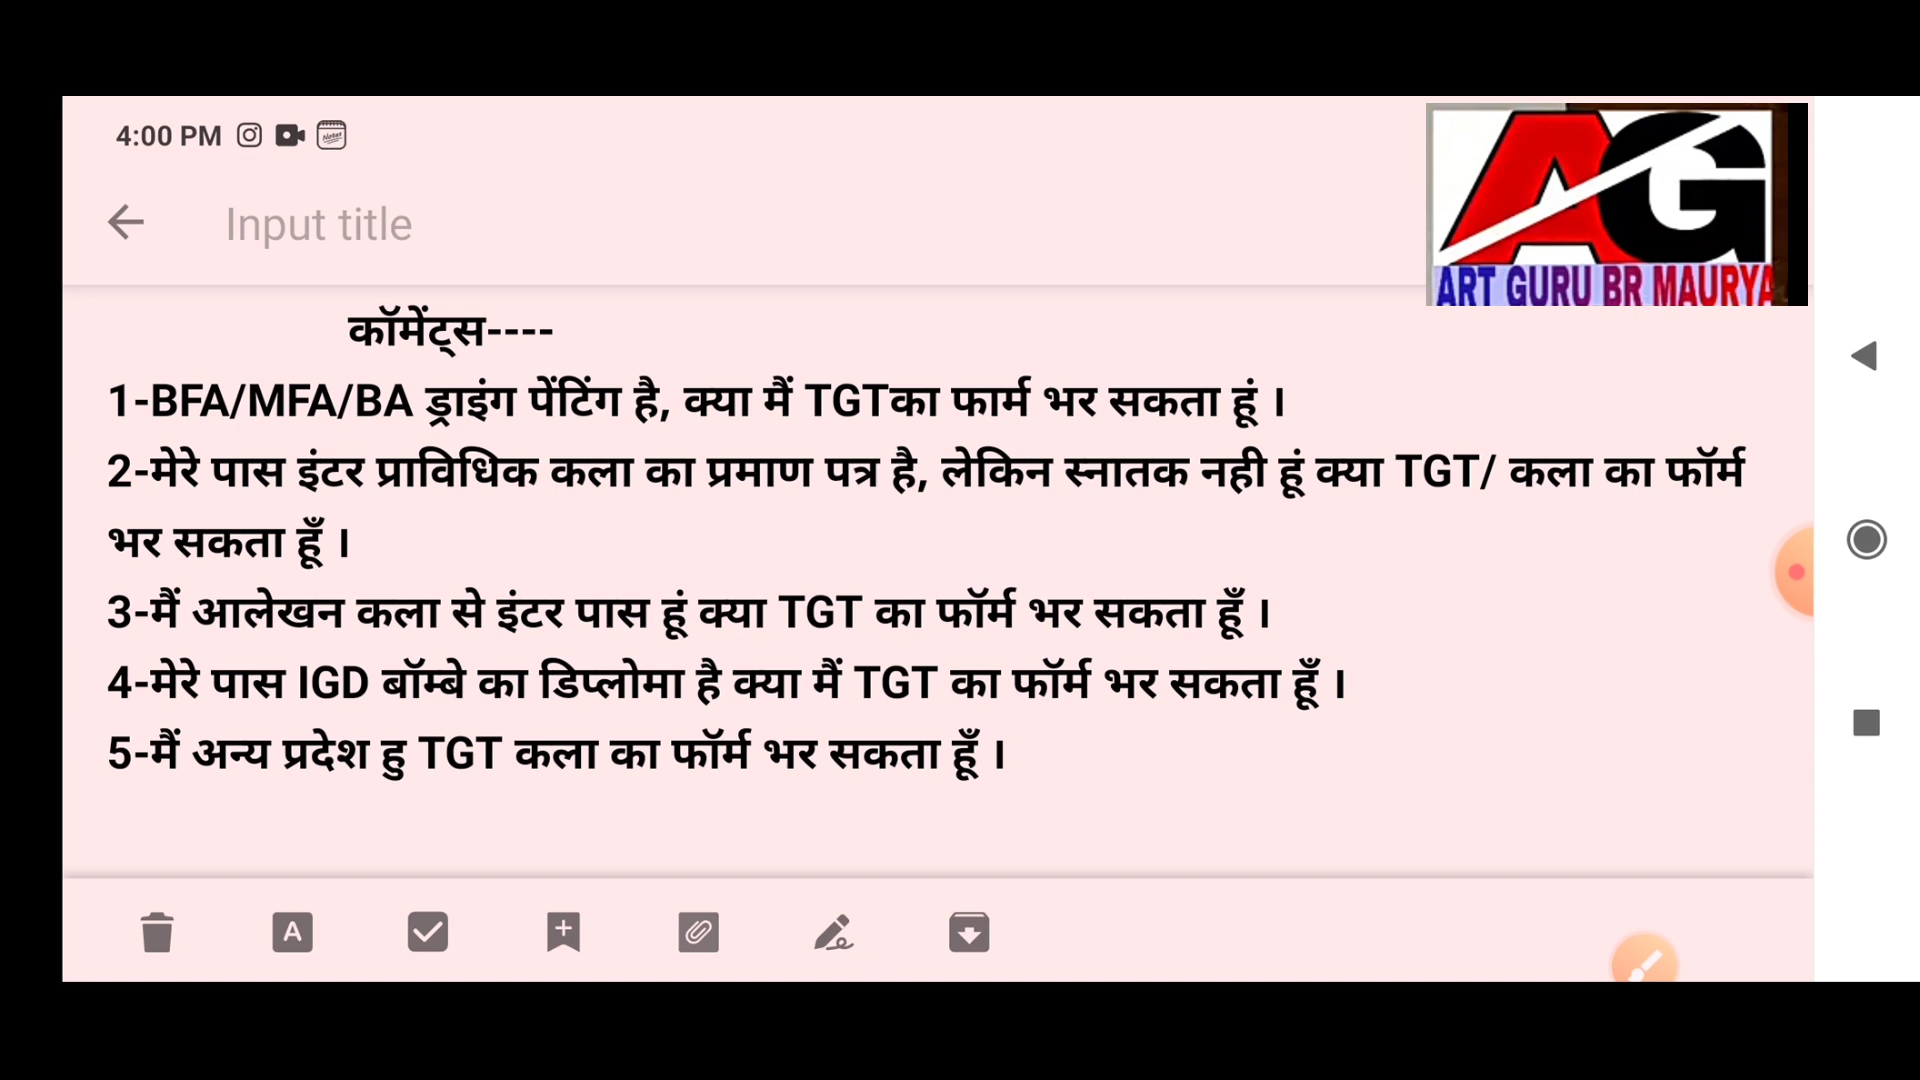 4:00 PM
Input title
ART GURU BR MAURYA
कॉमेंट्स----
1-BFA/MFA/BA ड्राइंग पेंटिंग है, क्या मैं TGTका फार्म भर सकता हूं ।
2-मेरे पास इंटर प्राविधिक कला का प्रमाण पत्र है, लेकिन स्नातक नही हूं क्या TGT/ कला का फॉर्म
भर सकता हूँ ।
3-मैं आलेखन कला से इंटर पास हूं क्या TGT का फॉर्म भर सकता हूँ ।
4-मेरे पास IGD बॉम्बे का डिप्लोमा है क्या मैं TGT का फॉर्म भर सकता हूँ ।
5-मैं अन्य प्रदेश हु TGT कला का फॉर्म भर सकता हूँ ।